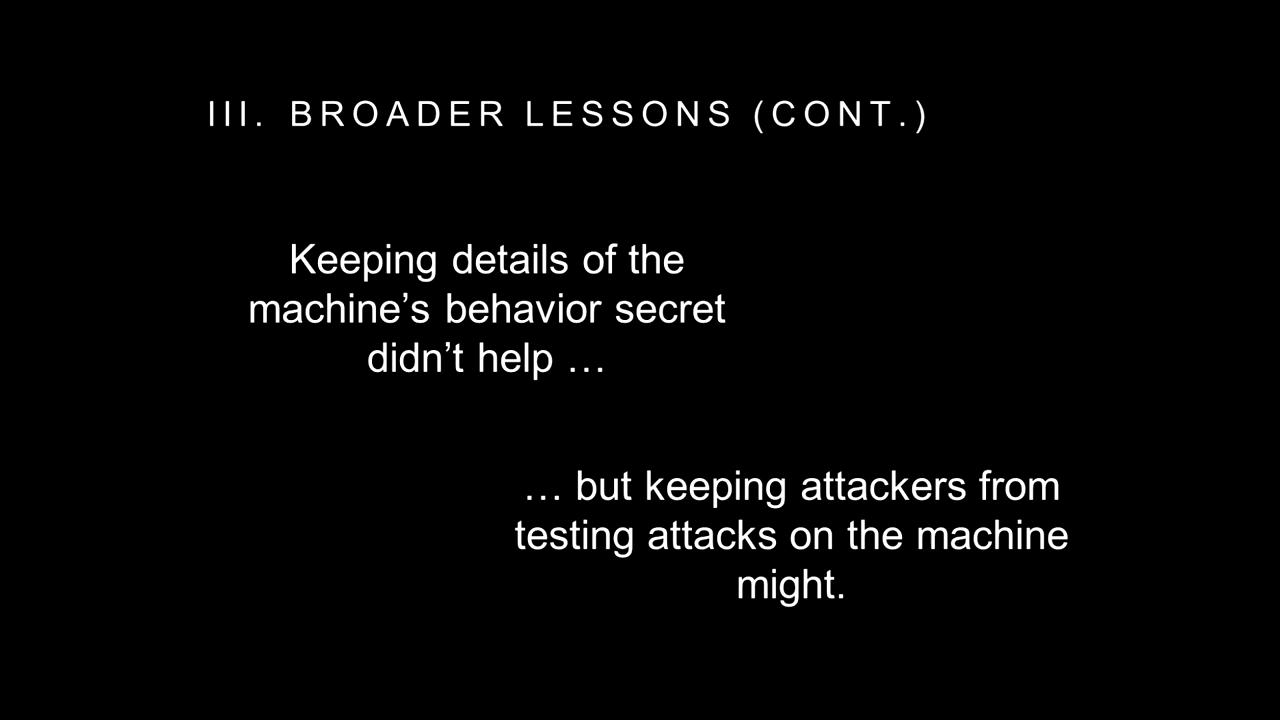 III. BROADER LESSONS (CONT.)
Keeping details of the
machine’s behavior secret
didn’t help …
… but keeping attackers from
testing attacks on the machine
might.